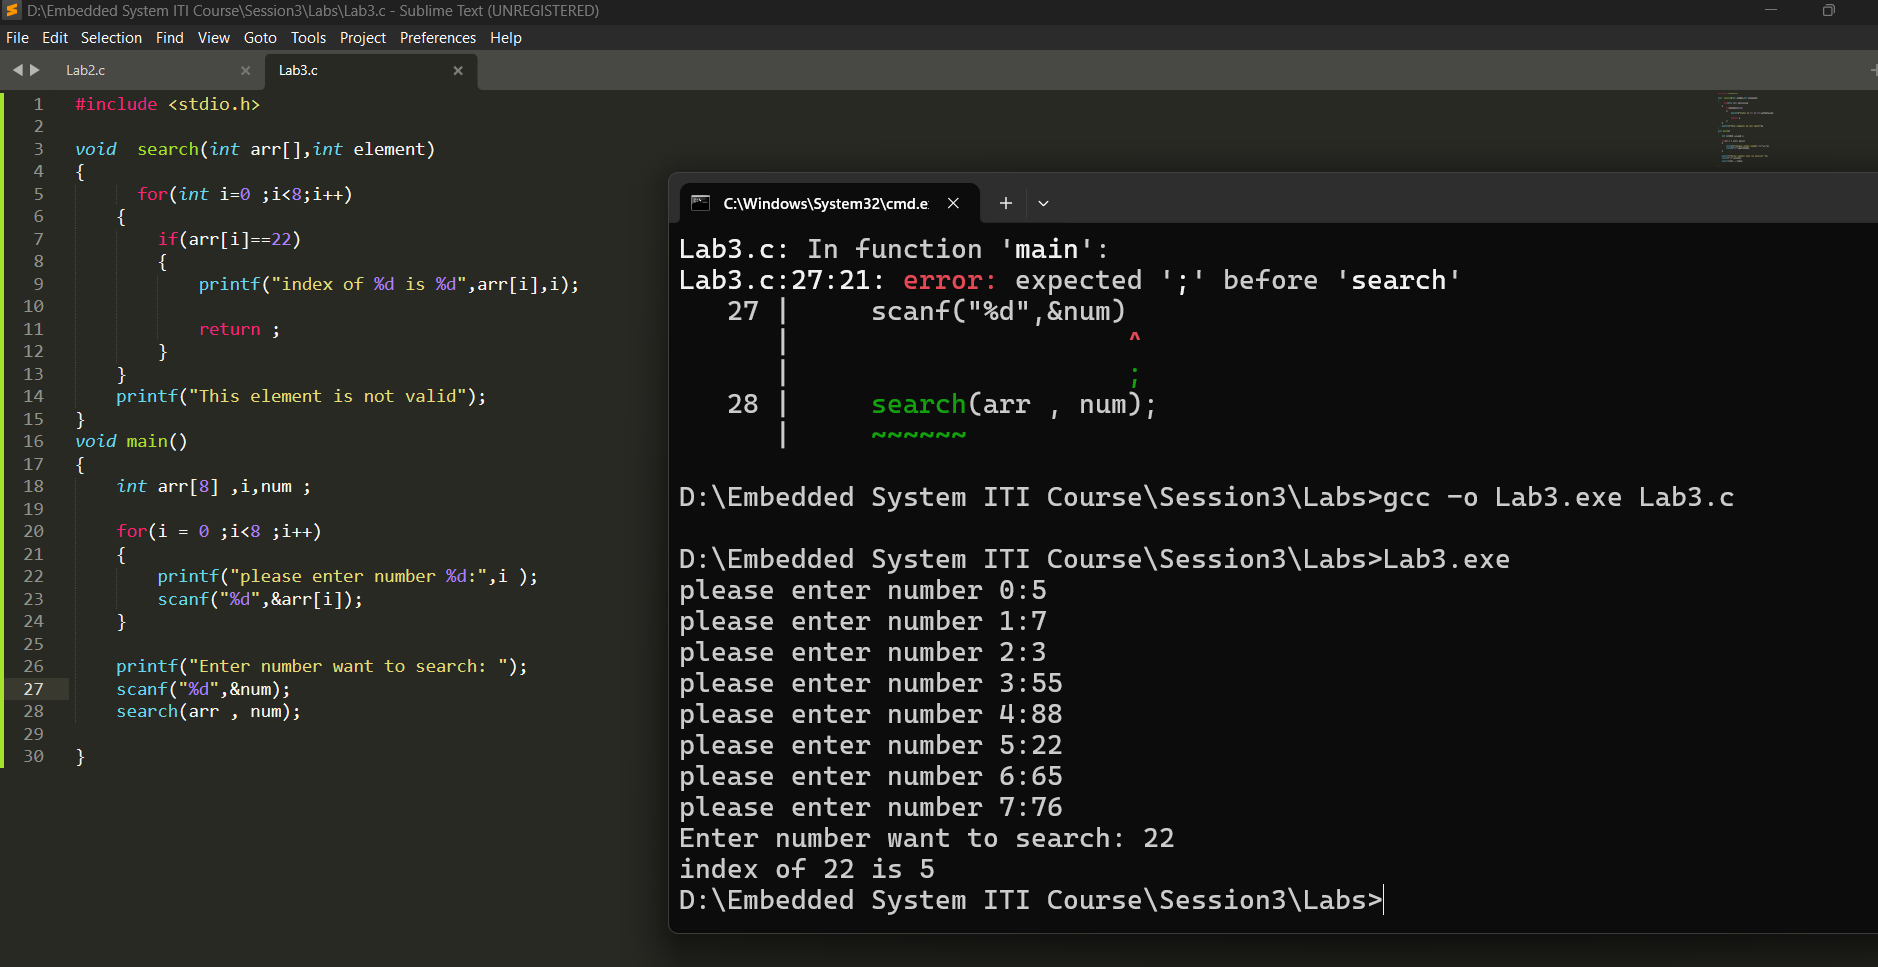 D:\Embedded System ITI Course\Session3\Labs\Lab3.c - Sublime Text (UNREGISTERED)
File Edit Selection Find View Goto Tools Project Preferences Help
Lab2.c Lab3.c
1 #include <stdio.h>
2
3 void  search(int arr[],int element)
4 {
5       for(int i=0 ;i<8;i++)
6     {
7         if(arr[i]==22)
8         {
9             printf("index of %d is %d",arr[i],i);
10
11             return ;
12         }
13     }
14     printf("This element is not valid");
15 }
16 void main()
17 {
18     int arr[8] ,i,num ;
19
20     for(i = 0 ;i<8 ;i++)
21     {
22         printf("please enter number %d:",i );
23         scanf("%d",&arr[i]);
24     }
25
26     printf("Enter number want to search: ");
27     scanf("%d",&num);
28     search(arr , num);
29
30 }
C:\Windows\System32\cmd.e
Lab3.c: In function 'main':
Lab3.c:27:21: error: expected ';' before 'search'
   27 |     scanf("%d",&num)
      |                     ^
      |                     ;
   28 |     search(arr , num);
      |     ~~~~~~
D:\Embedded System ITI Course\Session3\Labs>gcc -o Lab3.exe Lab3.c
D:\Embedded System ITI Course\Session3\Labs>Lab3.exe
please enter number 0:5
please enter number 1:7
please enter number 2:3
please enter number 3:55
please enter number 4:88
please enter number 5:22
please enter number 6:65
please enter number 7:76
Enter number want to search: 22
index of 22 is 5
D:\Embedded System ITI Course\Session3\Labs>